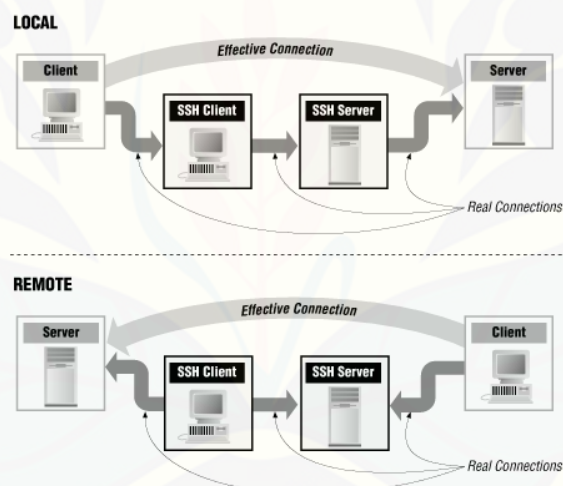 LOCAL
Effective Connection
Client
Server
SSH Client
SSH Server
Real Connections
REMOTE
Effective Connection
Server
Client
SSH Client
SSH Server
Real Connections